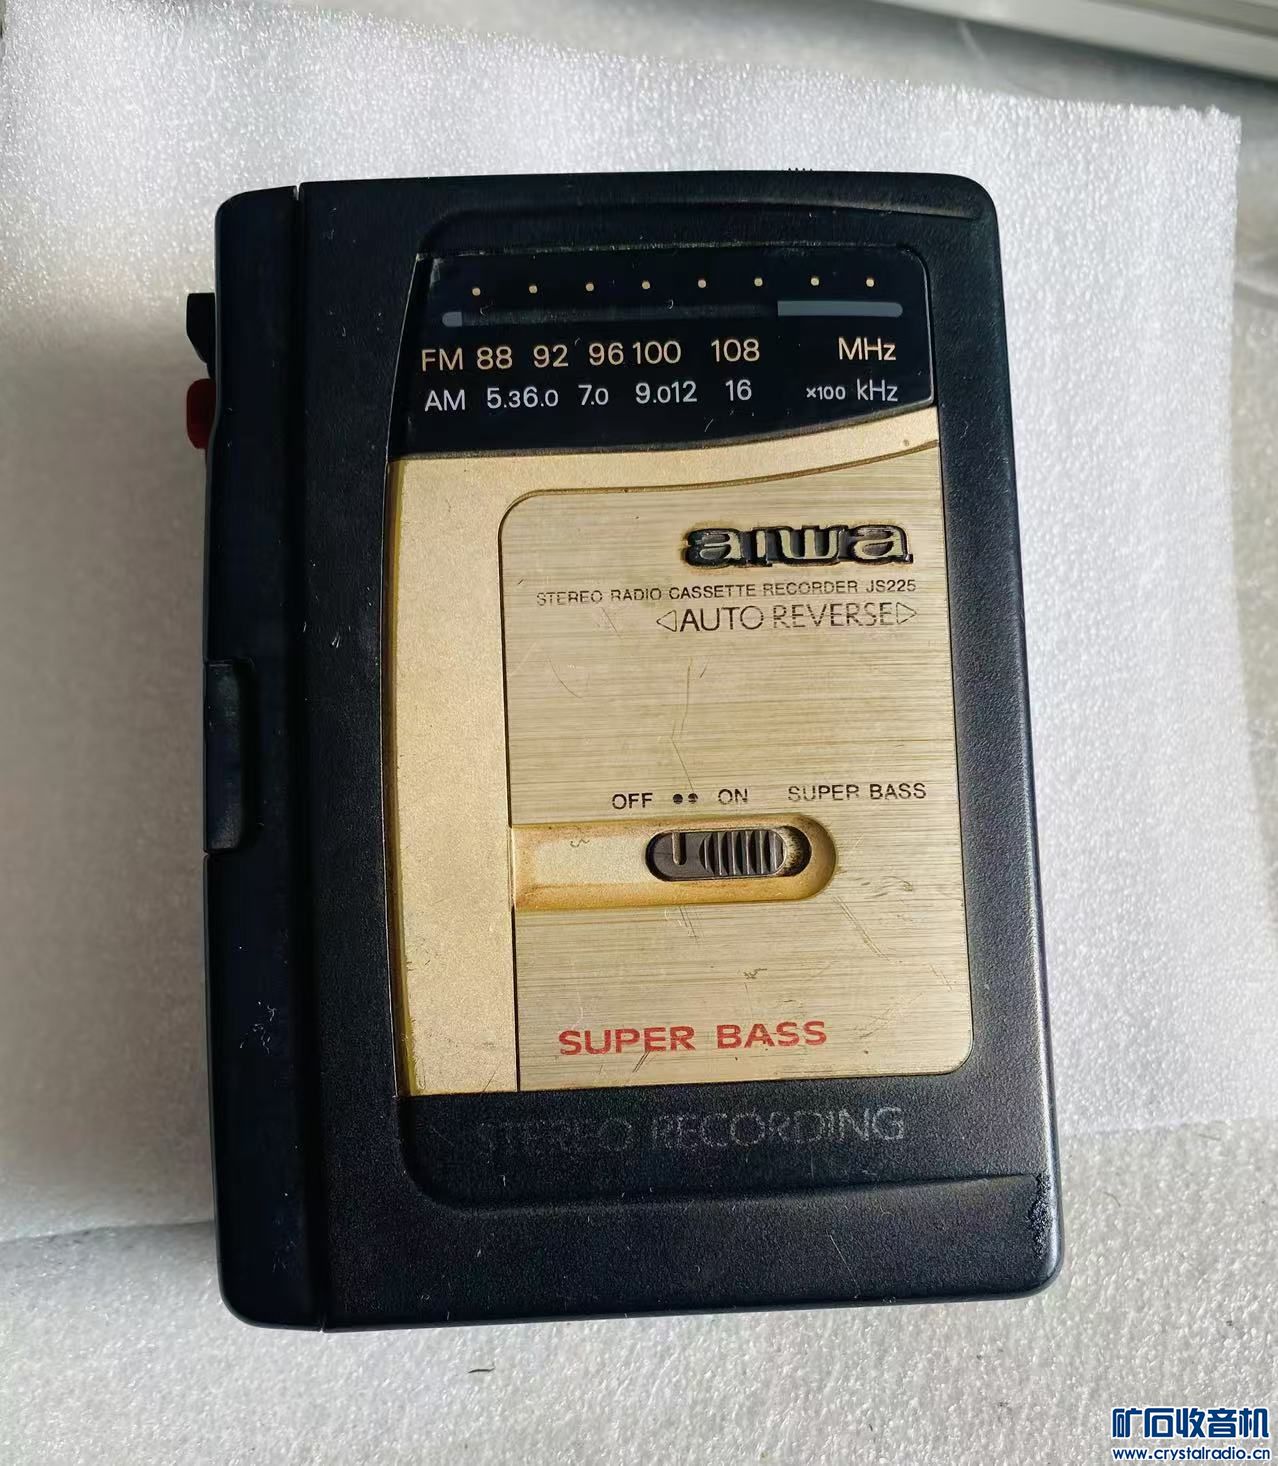 FM 88 92 96 100 108 MHz
AM 5.3 6.0 7.0 9.0 12 16 ×100 kHz
aiwa
STEREO RADIO CASSETTE RECORDER JS225
◁AUTO REVERSE▷
OFF •• ON SUPER BASS
SUPER BASS
STEREO RECORDING
矿石收音机
www.crystalradio.cn